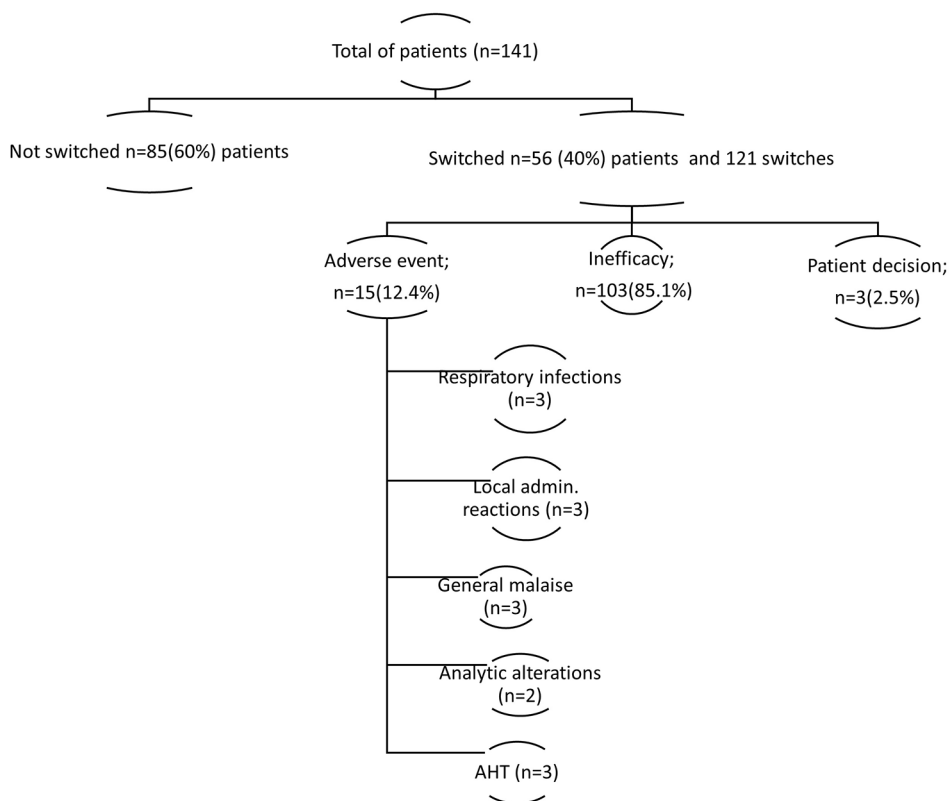 Total of patients (n=141)
Not switched n=85(60%) patients
Switched n=56 (40%) patients and 121 switches
Adverse event;
n=15(12.4%)
Inefficacy;
n=103(85.1%)
Patient decision;
n=3(2.5%)
Respiratory infections
(n=3)
Local admin.
reactions (n=3)
General malaise
(n=3)
Analytic alterations
(n=2)
AHT (n=3)